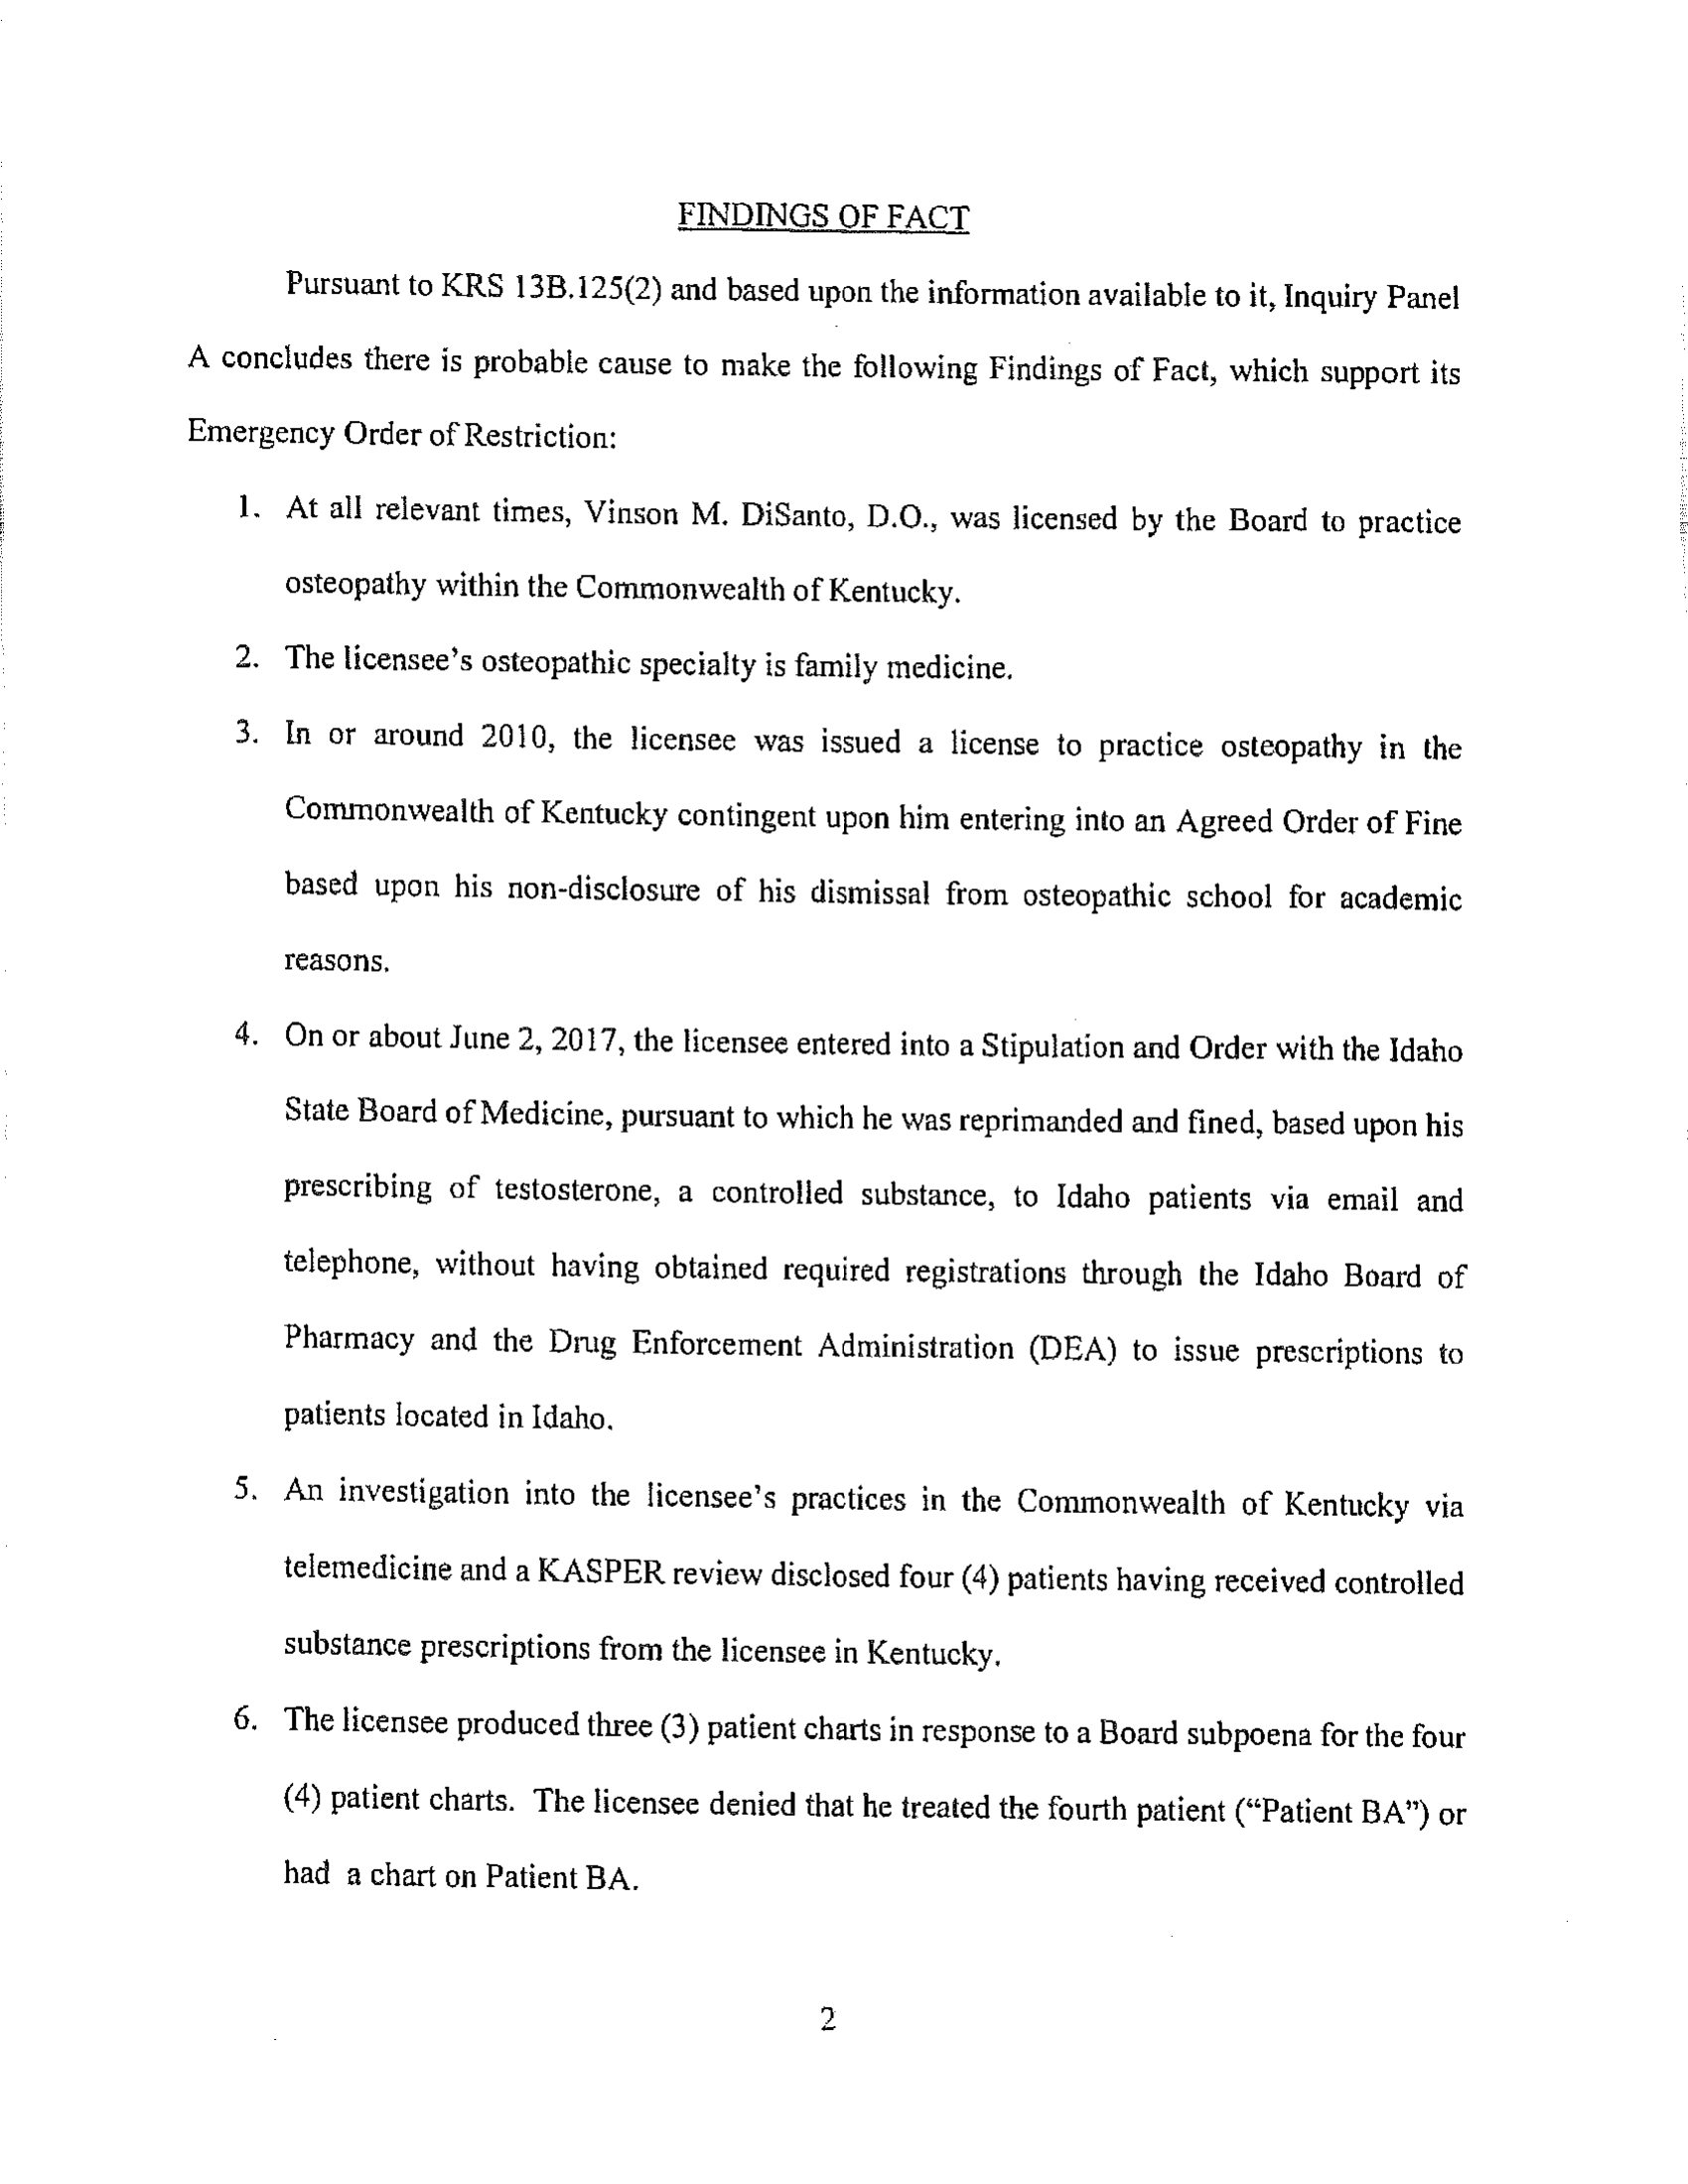 FINDINGS OF FACT
Pursuant to KRS 13B.125(2) and based upon the information available to it, Inquiry Panel
A concludes there is probable cause to make the following Findings of Fact, which support its
Emergency Order of Restriction:
1. At all relevant times, Vinson M. DiSanto, D.O., was licensed by the Board to practice
osteopathy within the Commonwealth of Kentucky.
2. The licensee's osteopathic specialty is family medicine.
3. In or around 2010, the licensee was issued a license to practice osteopathy in the
Commonwealth of Kentucky contingent upon him entering into an Agreed Order of Fine
based upon his non-disclosure of his dismissal from osteopathic school for academic
reasons.
4. On or about June 2, 2017, the licensee entered into a Stipulation and Order with the Idaho
State Board of Medicine, pursuant to which he was reprimanded and fined, based upon his
prescribing of testosterone, a controlled substance, to Idaho patients via email and
telephone, without having obtained required registrations through the Idaho Board of
Pharmacy and the Drug Enforcement Administration (DEA) to issue prescriptions to
patients located in Idaho.
5. An investigation into the licensee's practices in the Commonwealth of Kentucky via
telemedicine and a KASPER review disclosed four (4) patients having received controlled
substance prescriptions from the licensee in Kentucky.
6. The licensee produced three (3) patient charts in response to a Board subpoena for the four
(4) patient charts. The licensee denied that he treated the fourth patient ("Patient BA") or
had a chart on Patient BA.
2